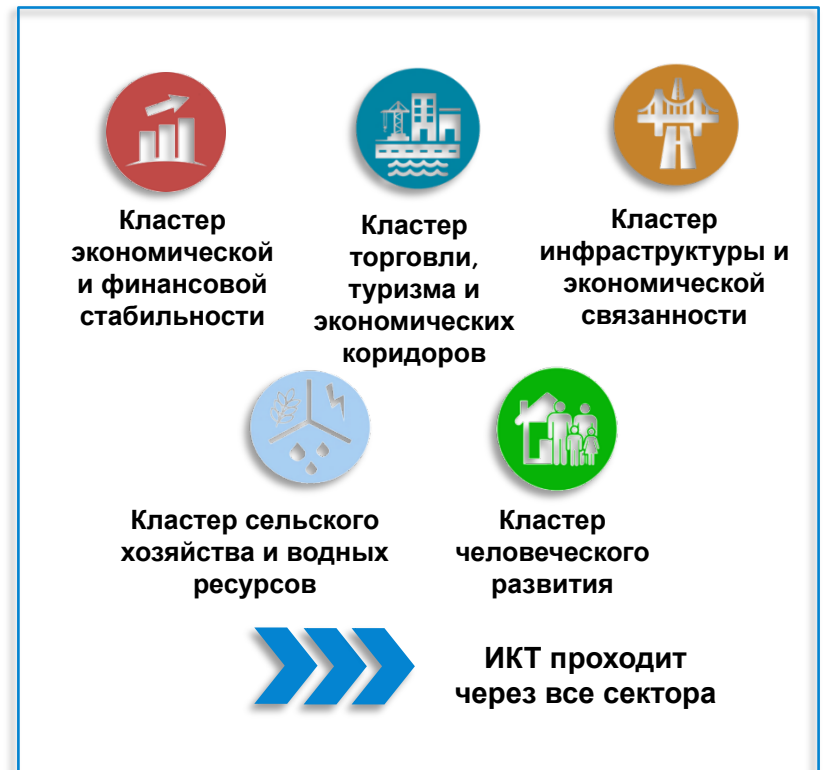 Кластер
экономической
и финансовой
стабильности
Кластер
торговли,
туризма и
экономических
коридоров
Кластер
инфраструктуры и
экономической
связанности
Кластер сельского
хозяйства и водных
ресурсов
Кластер
человеческого
развития
ИКТ проходит
через все сектора